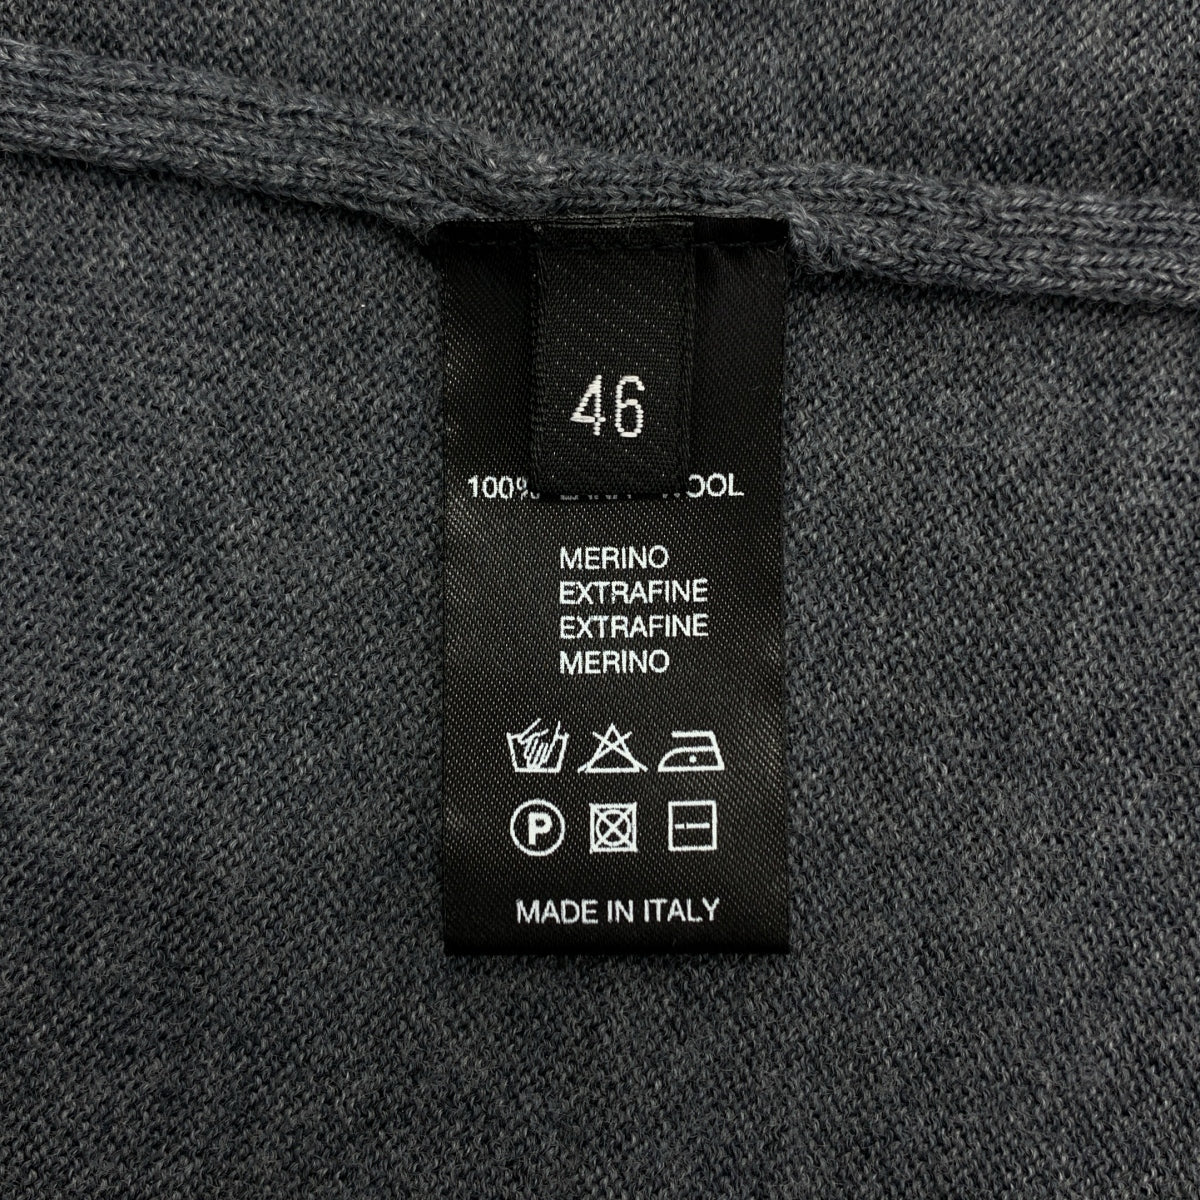 46
100% WOOL
MERINO
EXTRAFINE
EXTRAFINE
MERINO
P
MADE IN ITALY